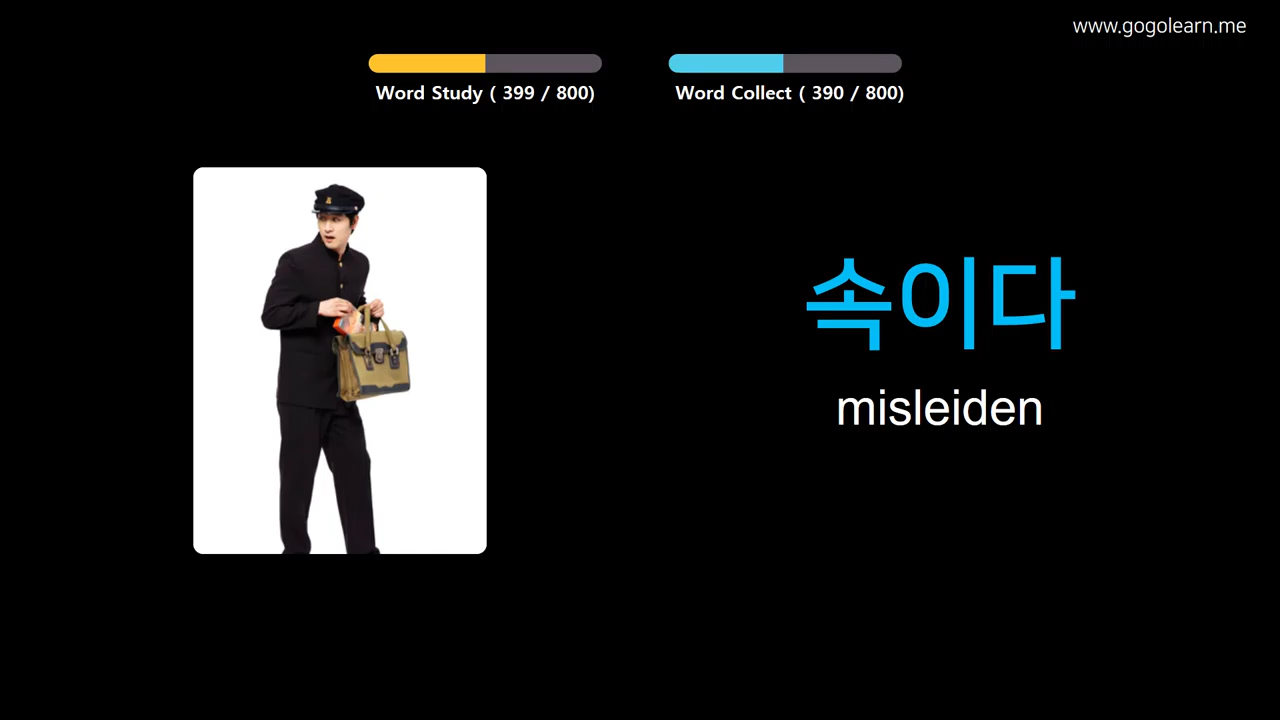 www.gogolearn.me
Word Study ( 399 / 800)
Word Collect ( 390 / 800)
속이다
misleiden